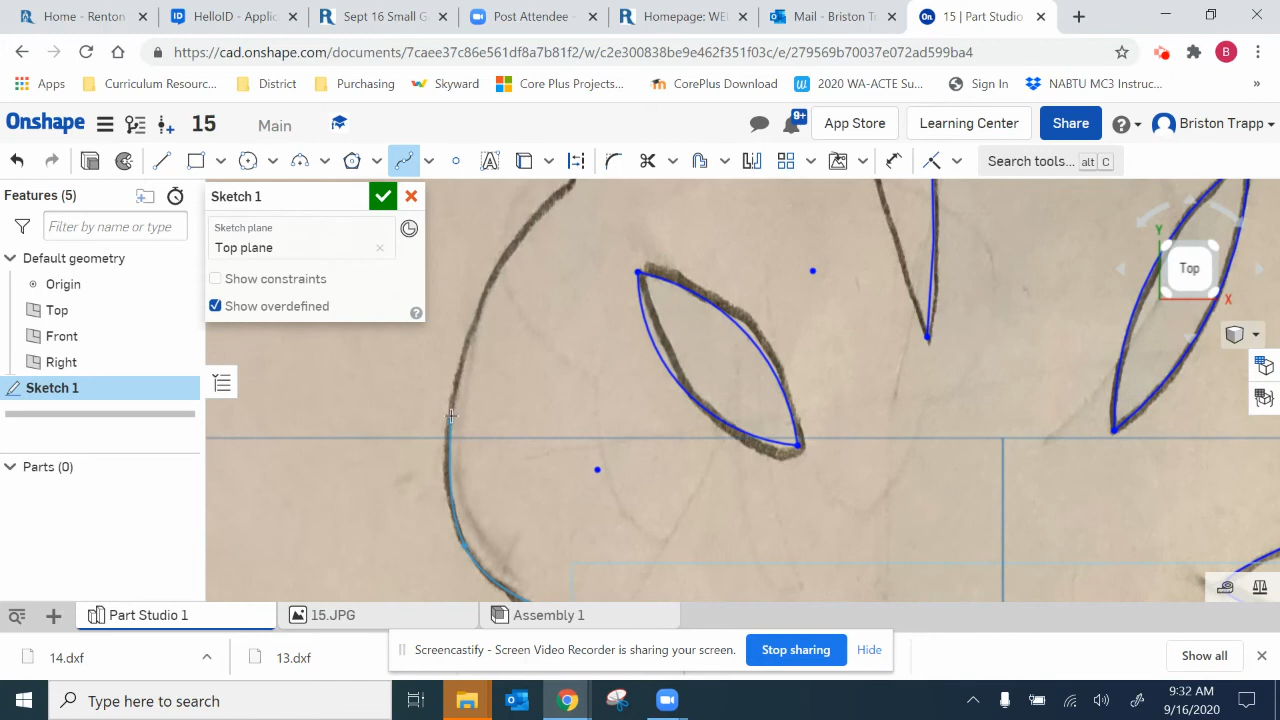 Home - Renton
HelloID - Applic
Sept 16 Small G
Post Attendee -
Homepage: WEL
Mail - Briston Tr
15 | Part Studio
https://cad.onshape.com/documents/7caee37c86e561df8a7b81f2/w/c2e300838be9e462f351f03c/e/279569b70037e072ad599ba4
B
Apps
Curriculum Resourc...
District
Purchasing
Skyward
Core Plus Projects...
CorePlus Download
2020 WA-ACTE Su...
Sign In
NABTU MC3 Instruc...
Onshape
15
Main
9+
App Store
Learning Center
Share
Briston Trapp
Search tools...
alt C
Features (5)
Filter by name or type
Default geometry
Origin
Top
Front
Right
Sketch 1
Parts (0)
Sketch 1
Sketch plane
Top plane
Show constraints
Show overdefined
Y
Top
X
Part Studio 1
15.JPG
Assembly 1
14.dxf
13.dxf
Screencastify - Screen Video Recorder is sharing your screen.
Stop sharing
Hide
Show all
Type here to search
9:32 AM
9/16/2020